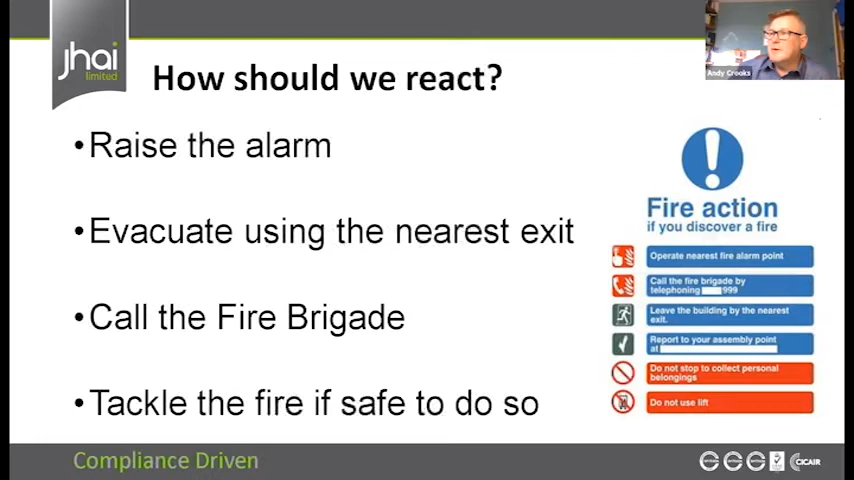 jhai
limited
How should we react?
•Raise the alarm
•Evacuate using the nearest exit
•Call the Fire Brigade
•Tackle the fire if safe to do so
Andy Crooks
Fire action
if you discover a fire
Operate nearest fire alarm point
Call the fire brigade by
telephoning 999
Leave the building by the nearest
exit.
Report to your assembly point
at
Do not stop to collect personal
belongings
Do not use lift
Compliance Driven
CICAIR